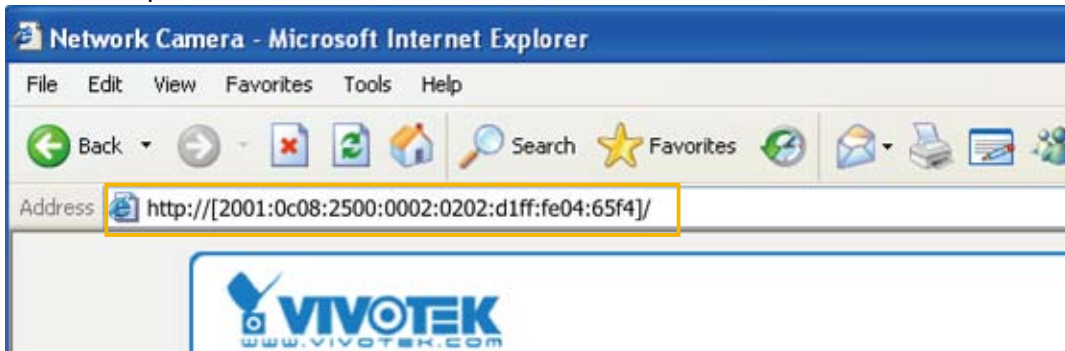 Network Camera - Microsoft Internet Explorer
File Edit View Favorites Tools Help
Back Search Favorites
Address http://[2001:0c08:2500:0002:0202:d1ff:fe04:65f4]/
VIVOTEK
www.vivotek.com